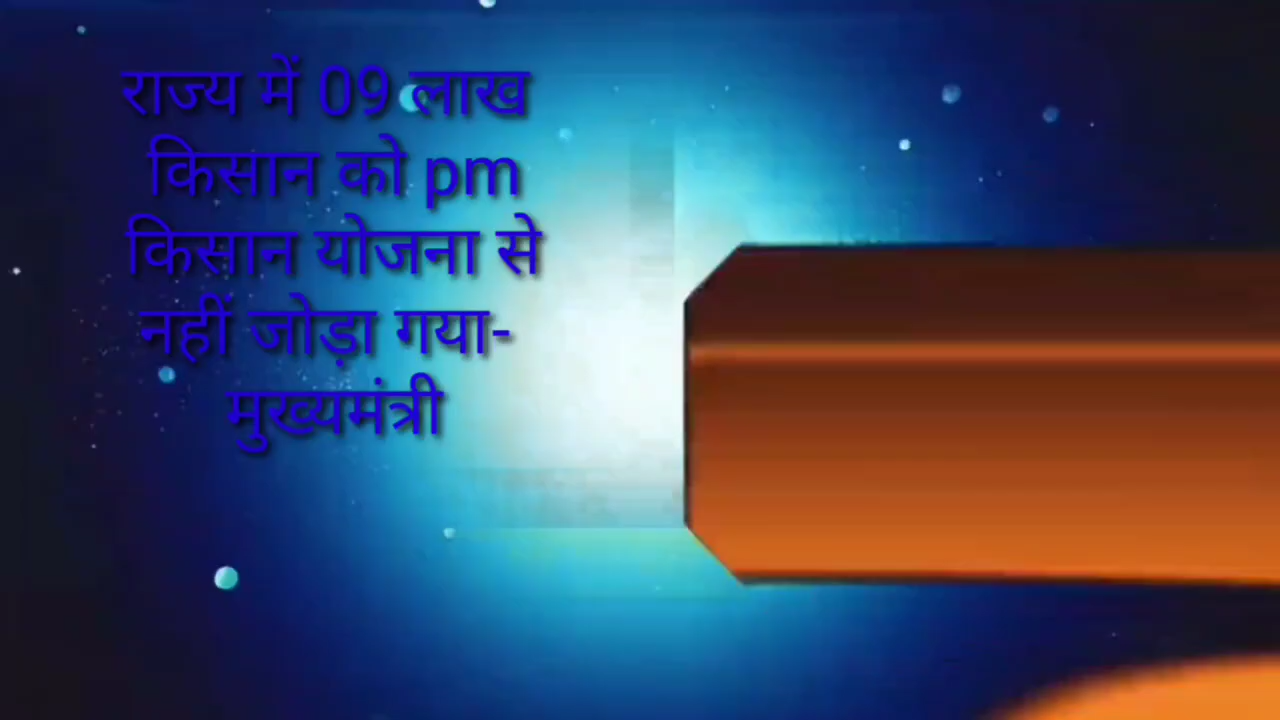 राज्य में 09 लाख
किसान को pm
किसान योजना से
नहीं जोड़ा गया-
मुख्यमंत्री